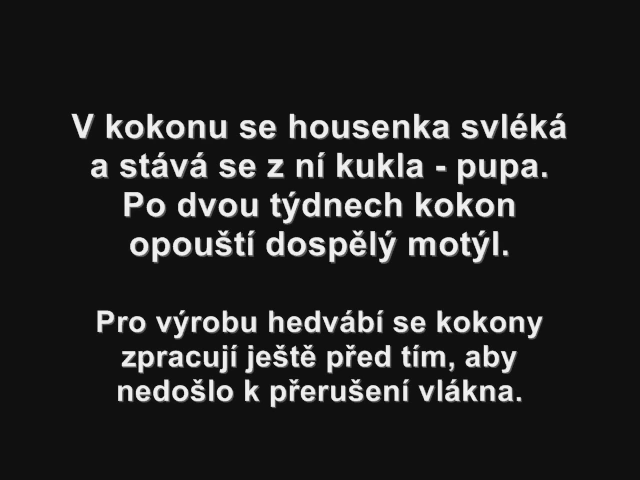 V kokonu se housenka svléká
a stává se z ní kukla - pupa.
Po dvou týdnech kokon
opouští dospělý motýl.
Pro výrobu hedvábí se kokony
zpracují ještě před tím, aby
nedošlo k přerušení vlákna.